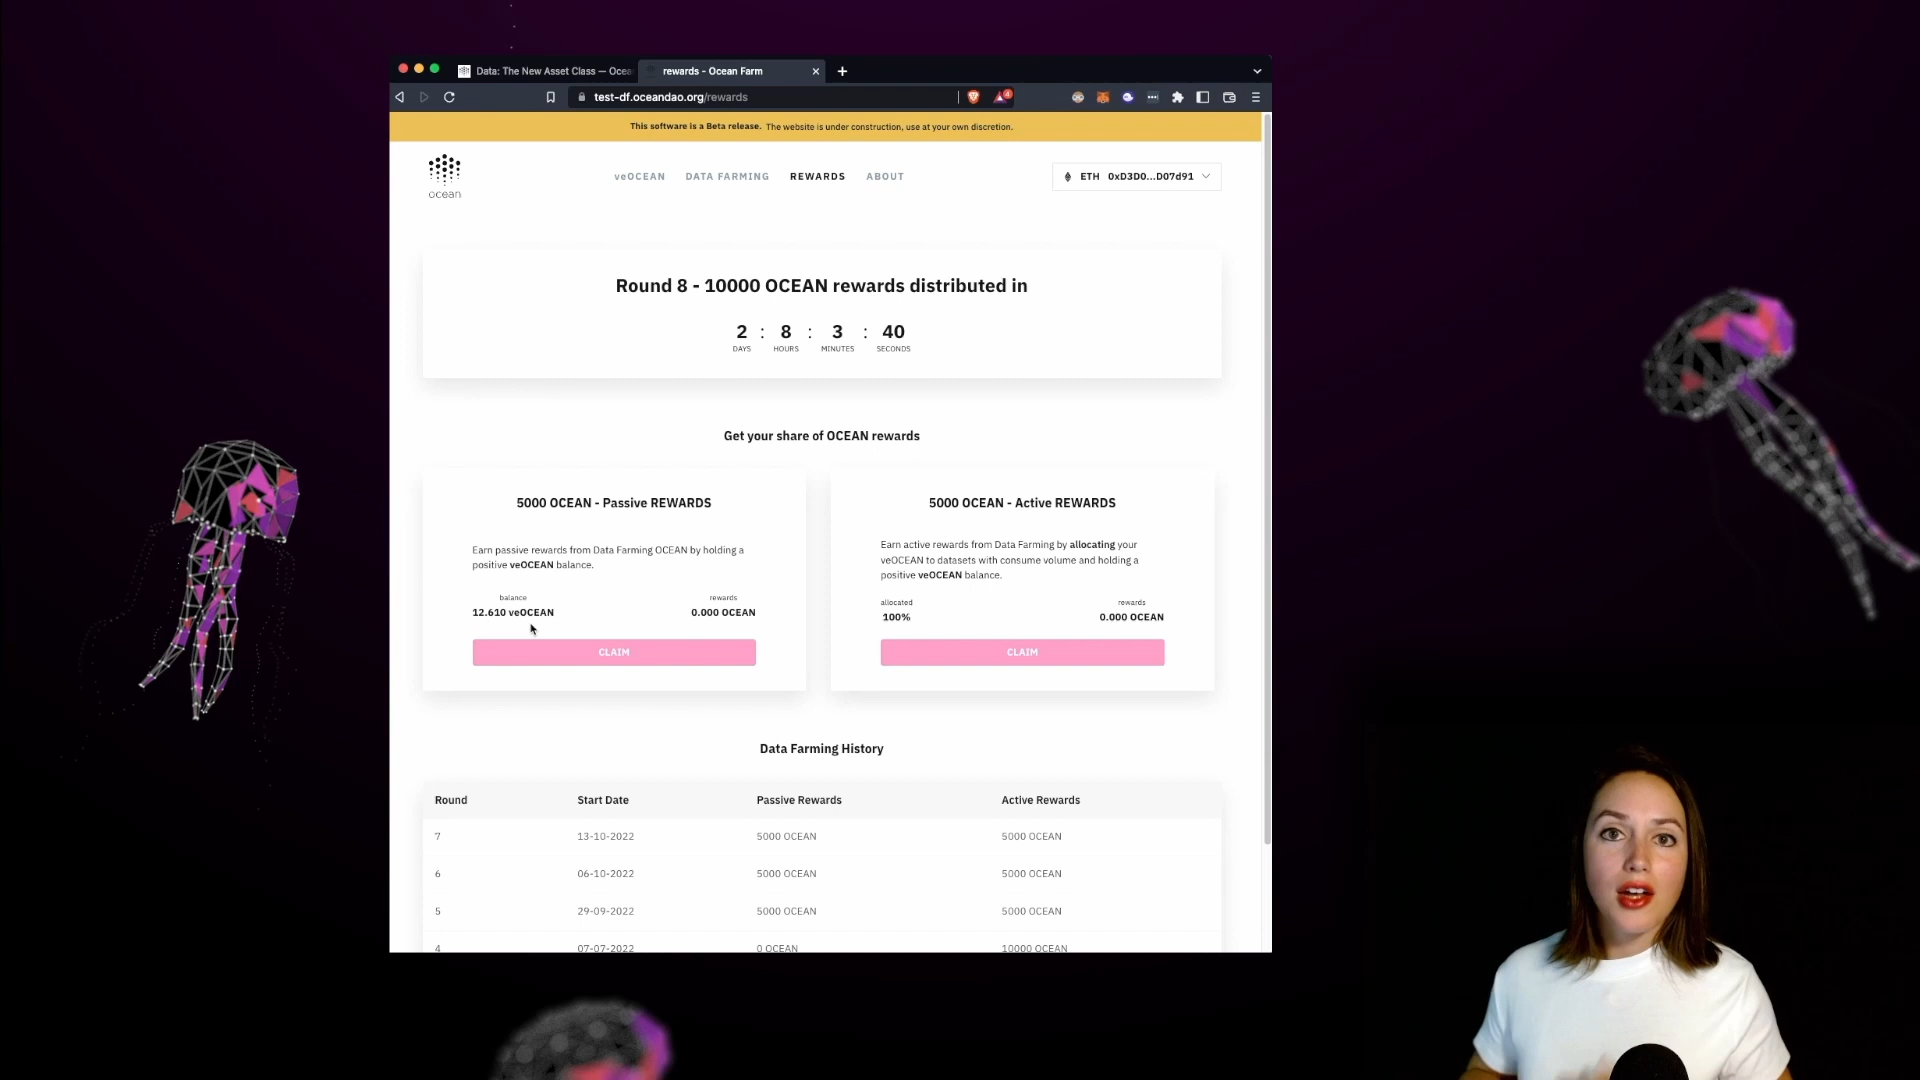 Data: The New Asset Class — Ocea
rewards - Ocean Farm
test-df.oceandao.org/rewards
4
This software is a Beta release. The website is under construction, use at your own discretion.
ocean
veOCEAN
DATA FARMING
REWARDS
ABOUT
ETH 0xD3D0...D07d91
Round 8 - 10000 OCEAN rewards distributed in
2 : 8 : 3 : 40
DAYS HOURS MINUTES SECONDS
Get your share of OCEAN rewards
5000 OCEAN - Passive REWARDS
Earn passive rewards from Data Farming OCEAN by holding a
positive veOCEAN balance.
balance rewards
12.610 veOCEAN 0.000 OCEAN
CLAIM
5000 OCEAN - Active REWARDS
Earn active rewards from Data Farming by allocating your
veOCEAN to datasets with consume volume and holding a
positive veOCEAN balance.
allocated rewards
100% 0.000 OCEAN
CLAIM
Data Farming History
Round Start Date Passive Rewards Active Rewards
7 13-10-2022 5000 OCEAN 5000 OCEAN
6 06-10-2022 5000 OCEAN 5000 OCEAN
5 29-09-2022 5000 OCEAN 5000 OCEAN
4 07-07-2022 0 OCEAN 10000 OCEAN